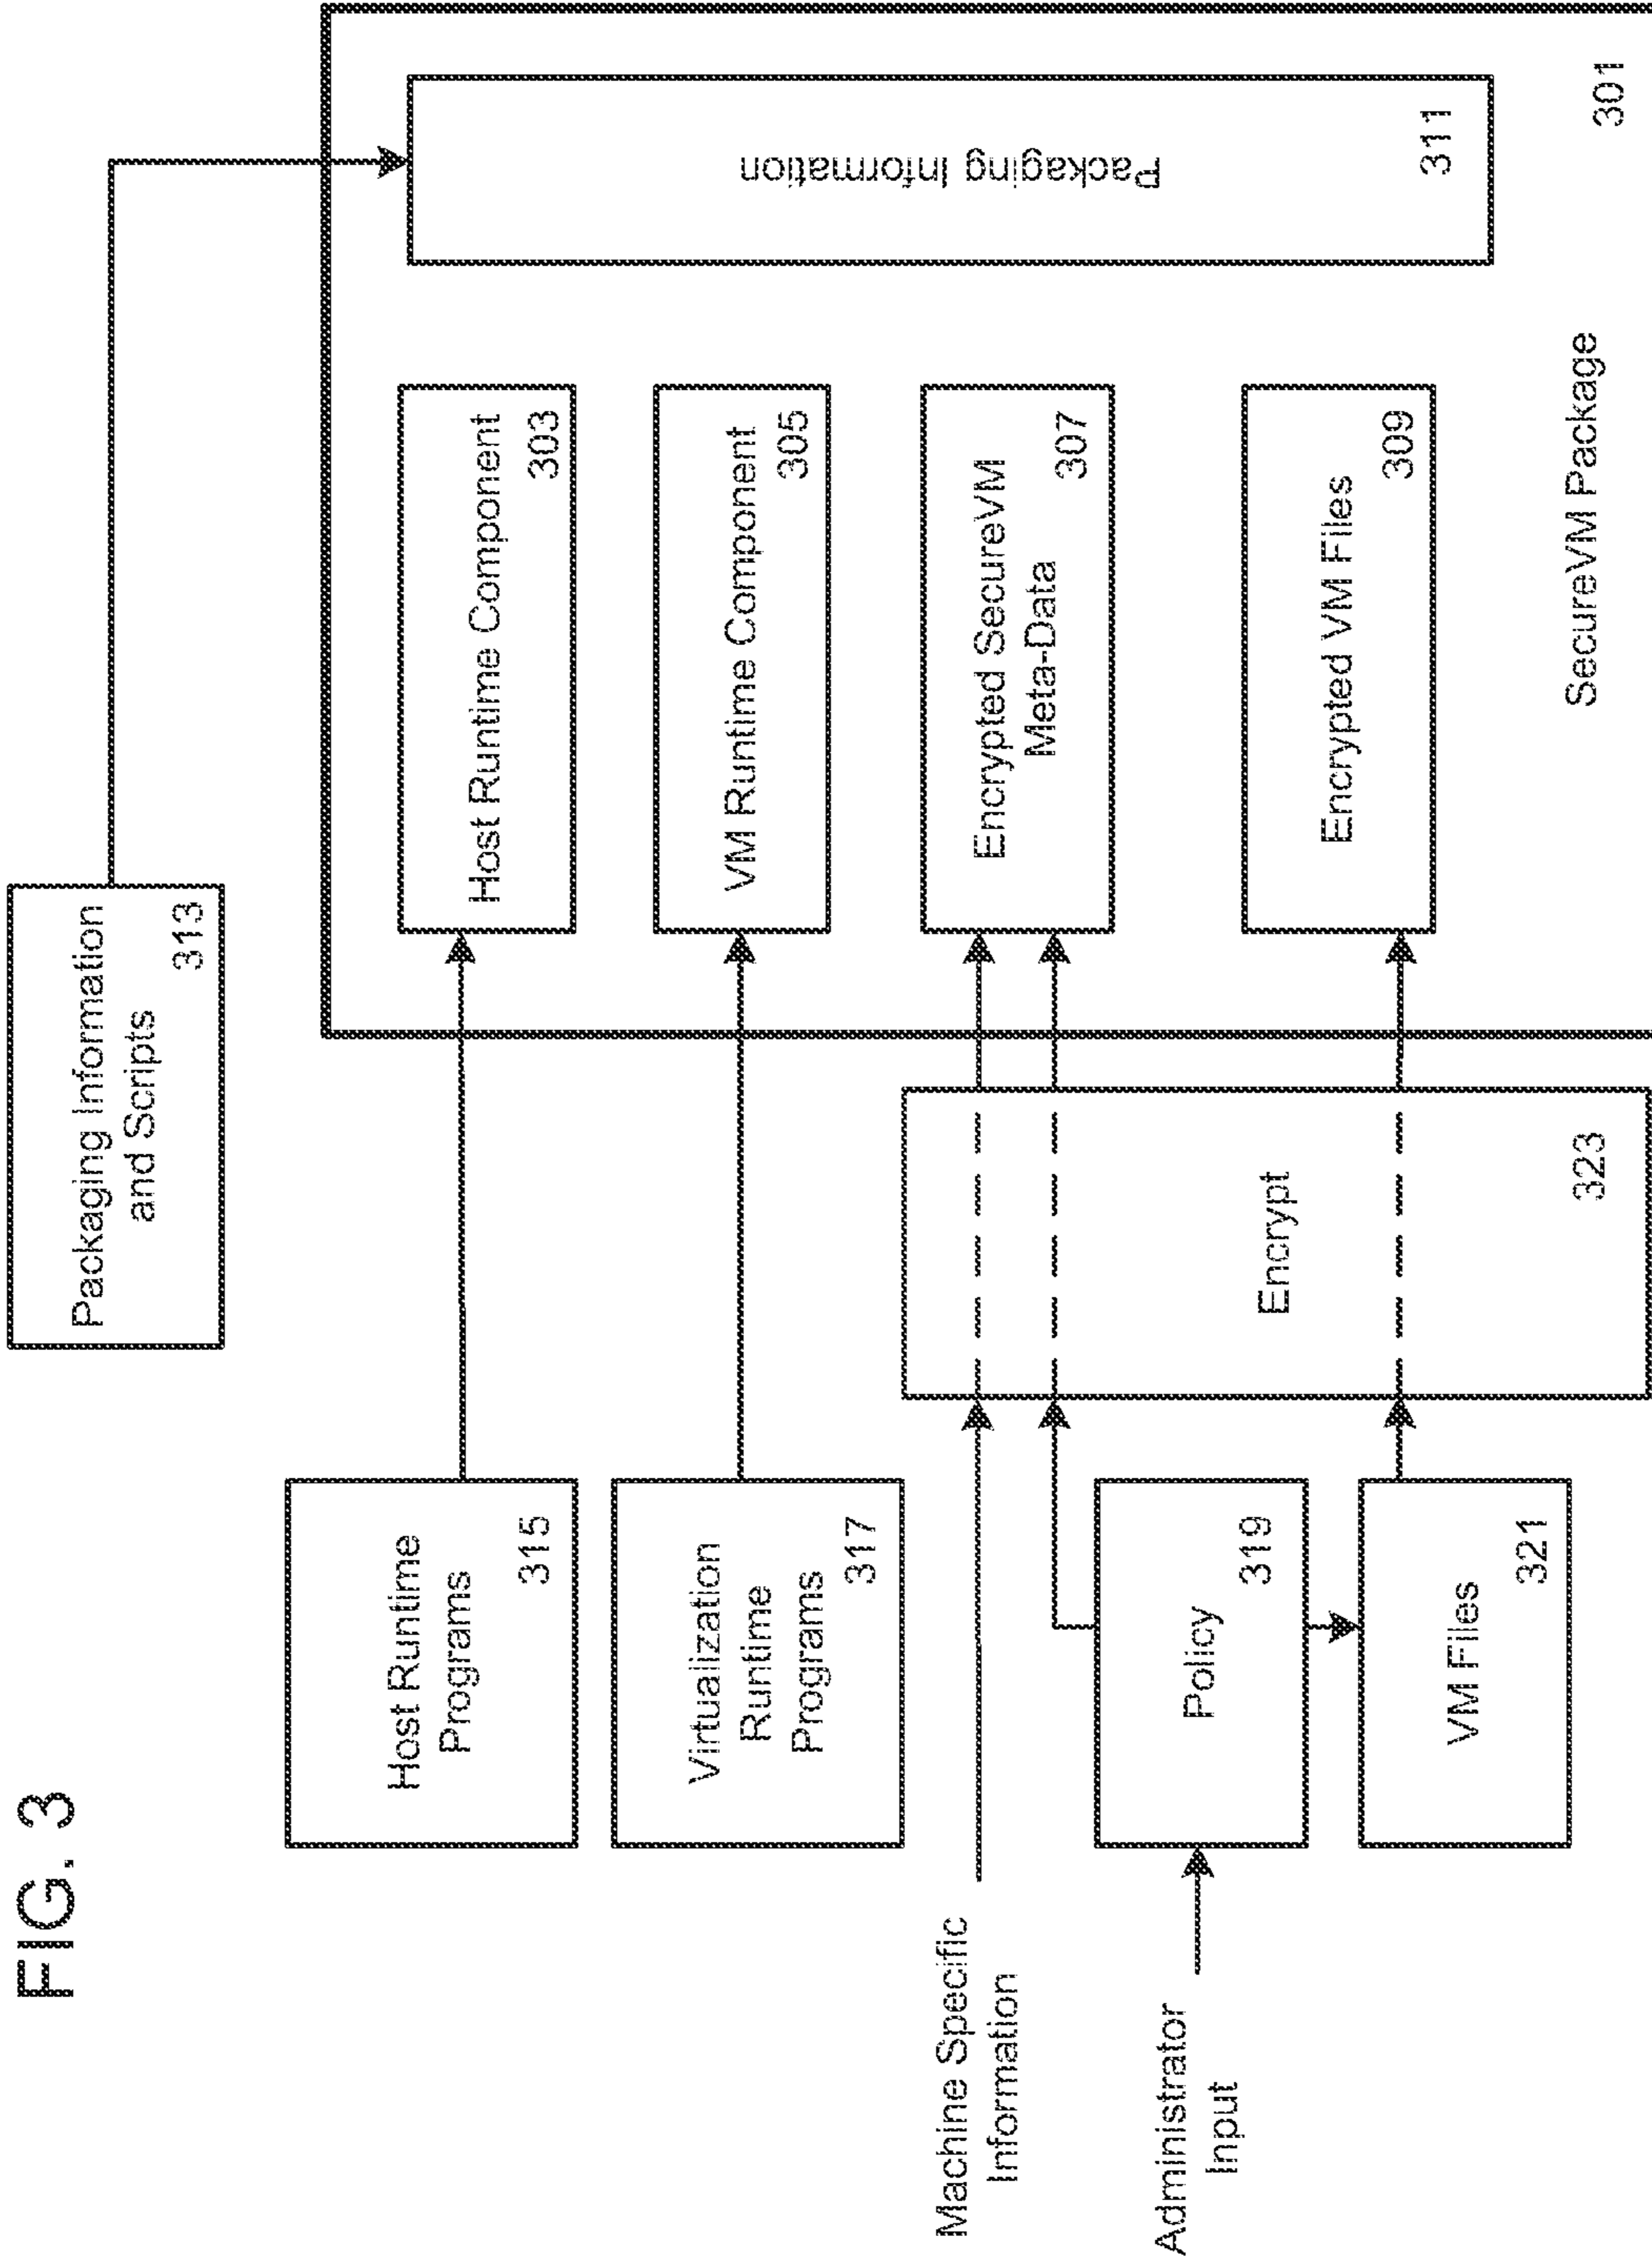 FIG. 3
Packaging Information
and Scripts
313
Host Runtime
Programs
315
Virtualization
Runtime
Programs
317
Machine Specific
Information
Administrator
Input
Policy
319
VM Files
321
Encrypt
323
Host Runtime Component
303
VM Runtime Component
305
Encrypted SecureVM
Meta-Data
307
Encrypted VM Files
309
Packaging Information
311
SecureVM Package
301